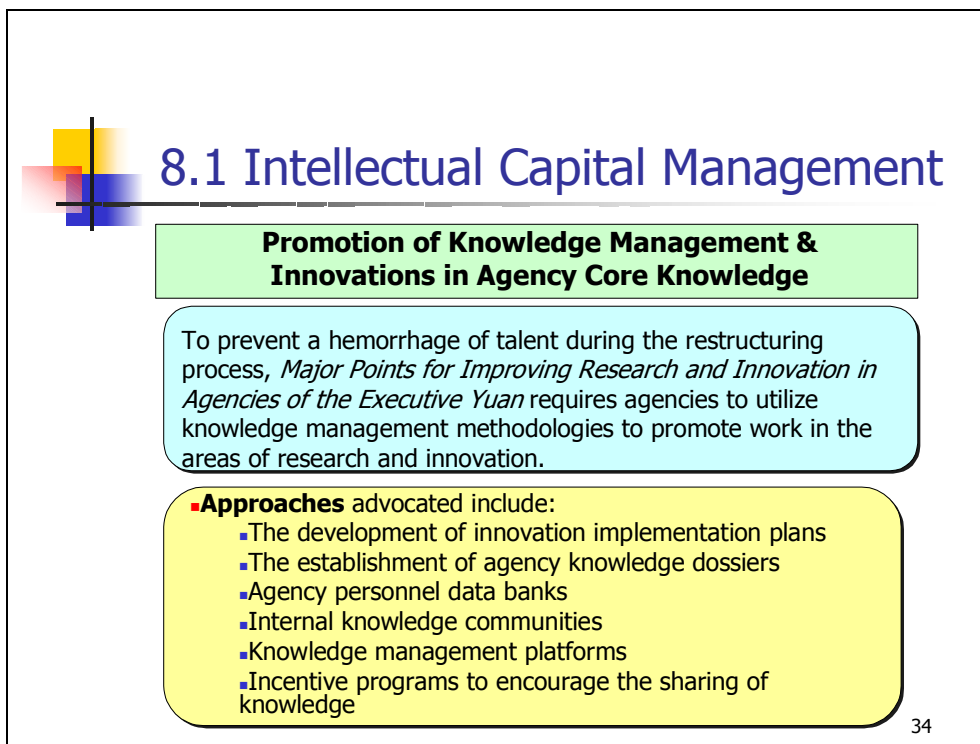 8.1 Intellectual Capital Management
Promotion of Knowledge Management &
Innovations in Agency Core Knowledge
To prevent a hemorrhage of talent during the restructuring
process, Major Points for Improving Research and Innovation in
Agencies of the Executive Yuan requires agencies to utilize
knowledge management methodologies to promote work in the
areas of research and innovation.
▪Approaches advocated include:
▪The development of innovation implementation plans
▪The establishment of agency knowledge dossiers
▪Agency personnel data banks
▪Internal knowledge communities
▪Knowledge management platforms
▪Incentive programs to encourage the sharing of
knowledge
34